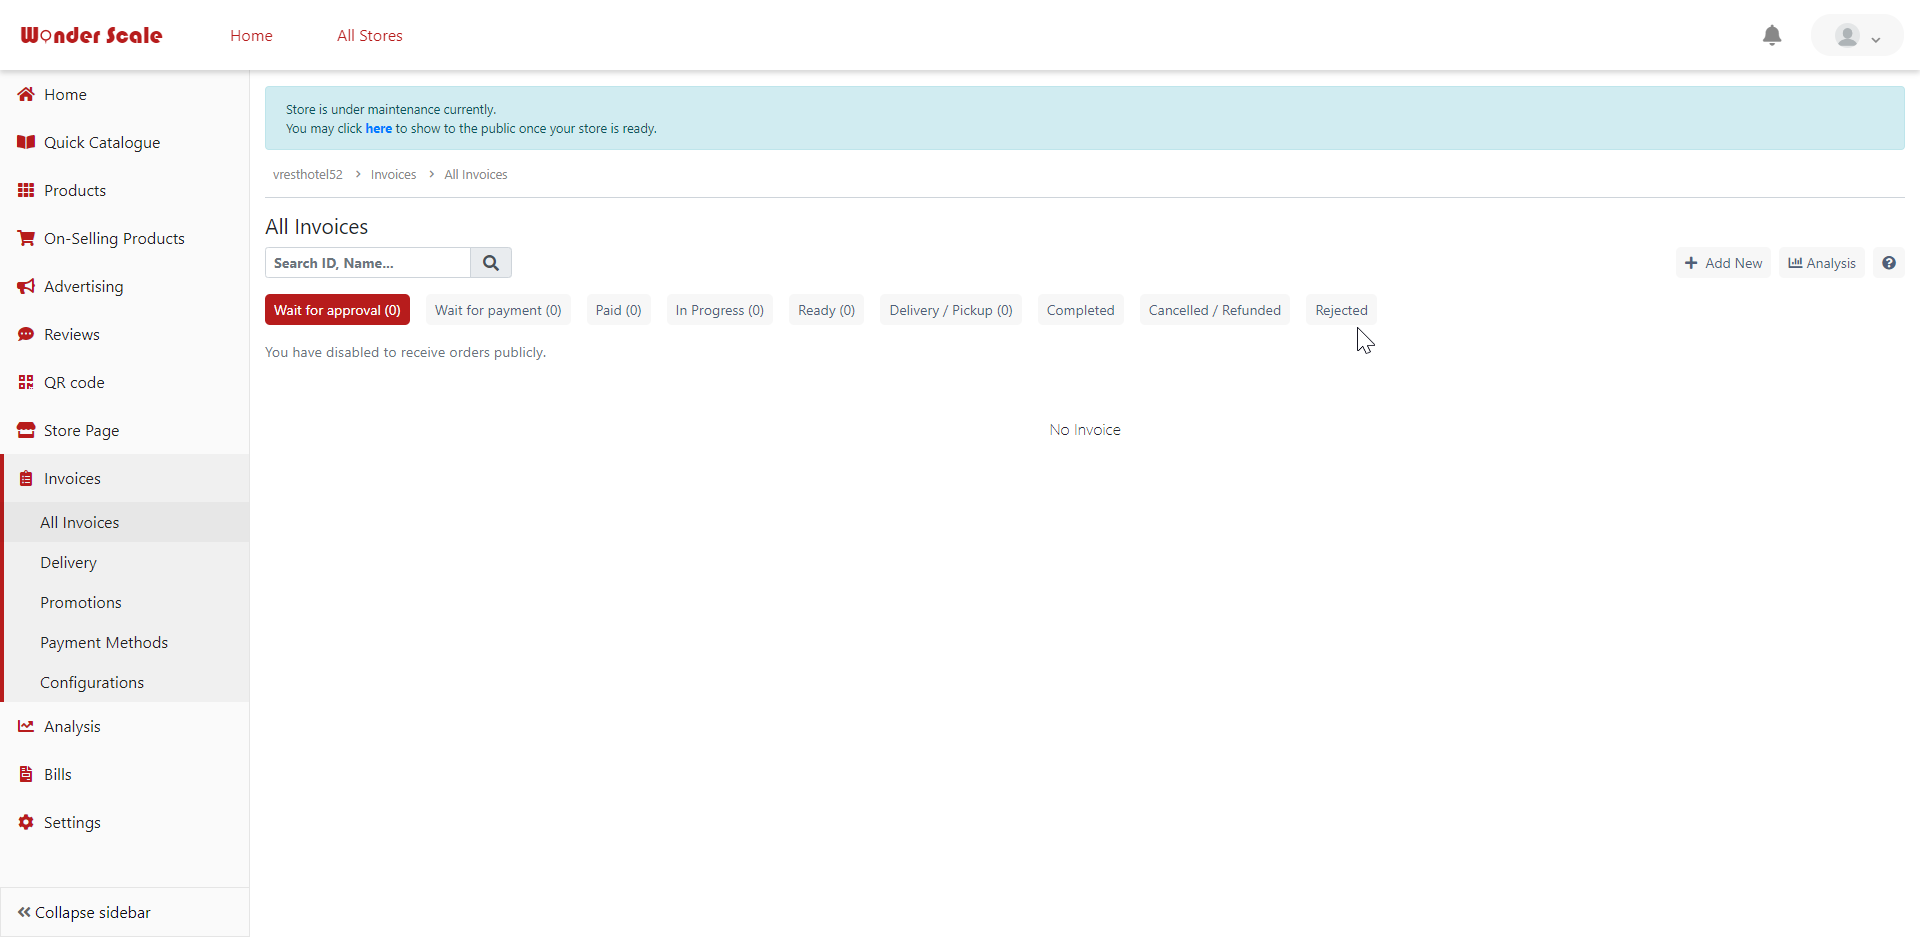 Wonder Scale
Home
All Stores
Home
Quick Catalogue
Products
On-Selling Products
Advertising
Reviews
QR code
Store Page
Invoices
All Invoices
Delivery
Promotions
Payment Methods
Configurations
Analysis
Bills
Settings
Collapse sidebar
Store is under maintenance currently.
You may click here to show to the public once your store is ready.
vresthotel52 > Invoices > All Invoices
All Invoices
Search ID, Name...
Add New
Analysis
Wait for approval (0)
Wait for payment (0)
Paid (0)
In Progress (0)
Ready (0)
Delivery / Pickup (0)
Completed
Cancelled / Refunded
Rejected
You have disabled to receive orders publicly.
No Invoice